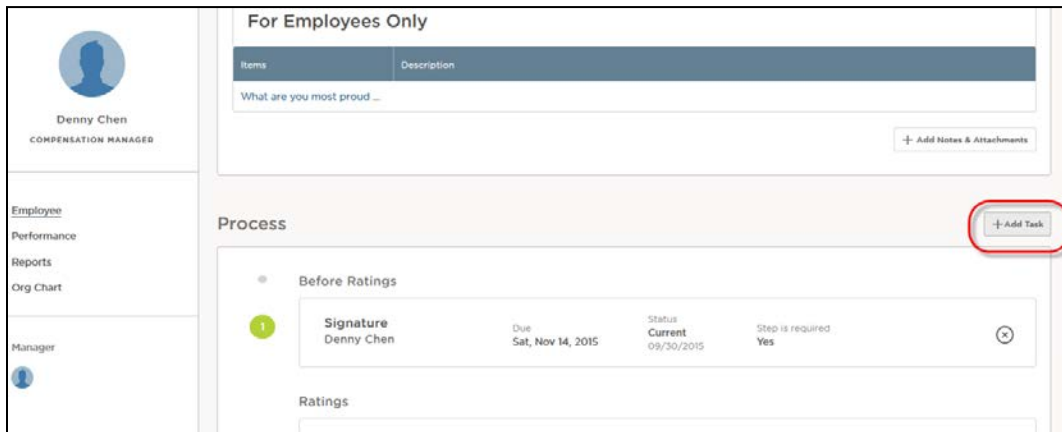 Denny Chen
COMPENSATION MANAGER
Employee
Performance
Reports
Org Chart
Manager
For Employees Only
Items Description
What are you most proud ...
+ Add Notes & Attachments
Process
+ Add Task
Before Ratings
1
Signature
Denny Chen
Due
Sat, Nov 14, 2015
Status
Current
09/30/2015
Step is required
Yes
Ratings